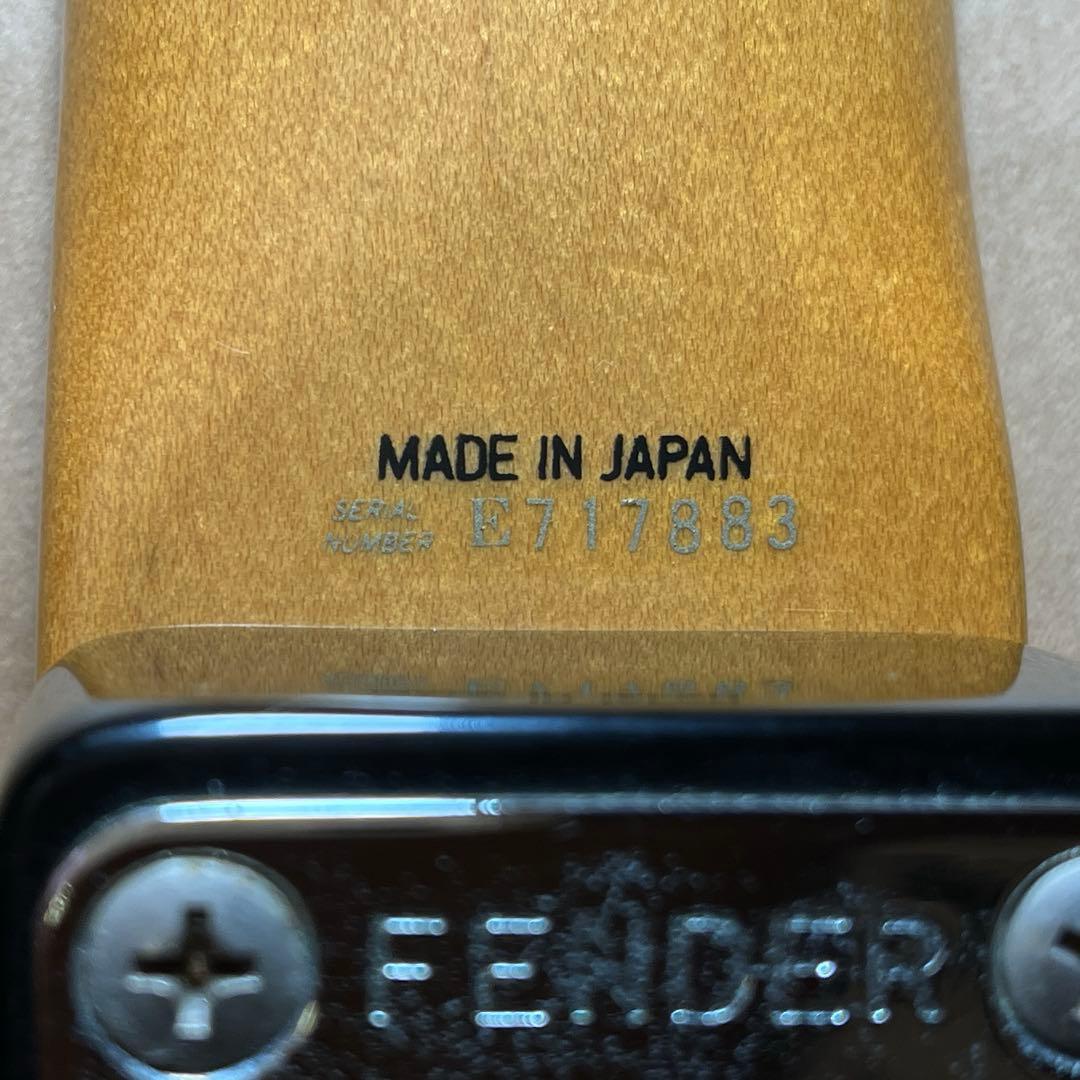 MADE IN JAPAN
SERIAL NUMBER E717883
FENDER